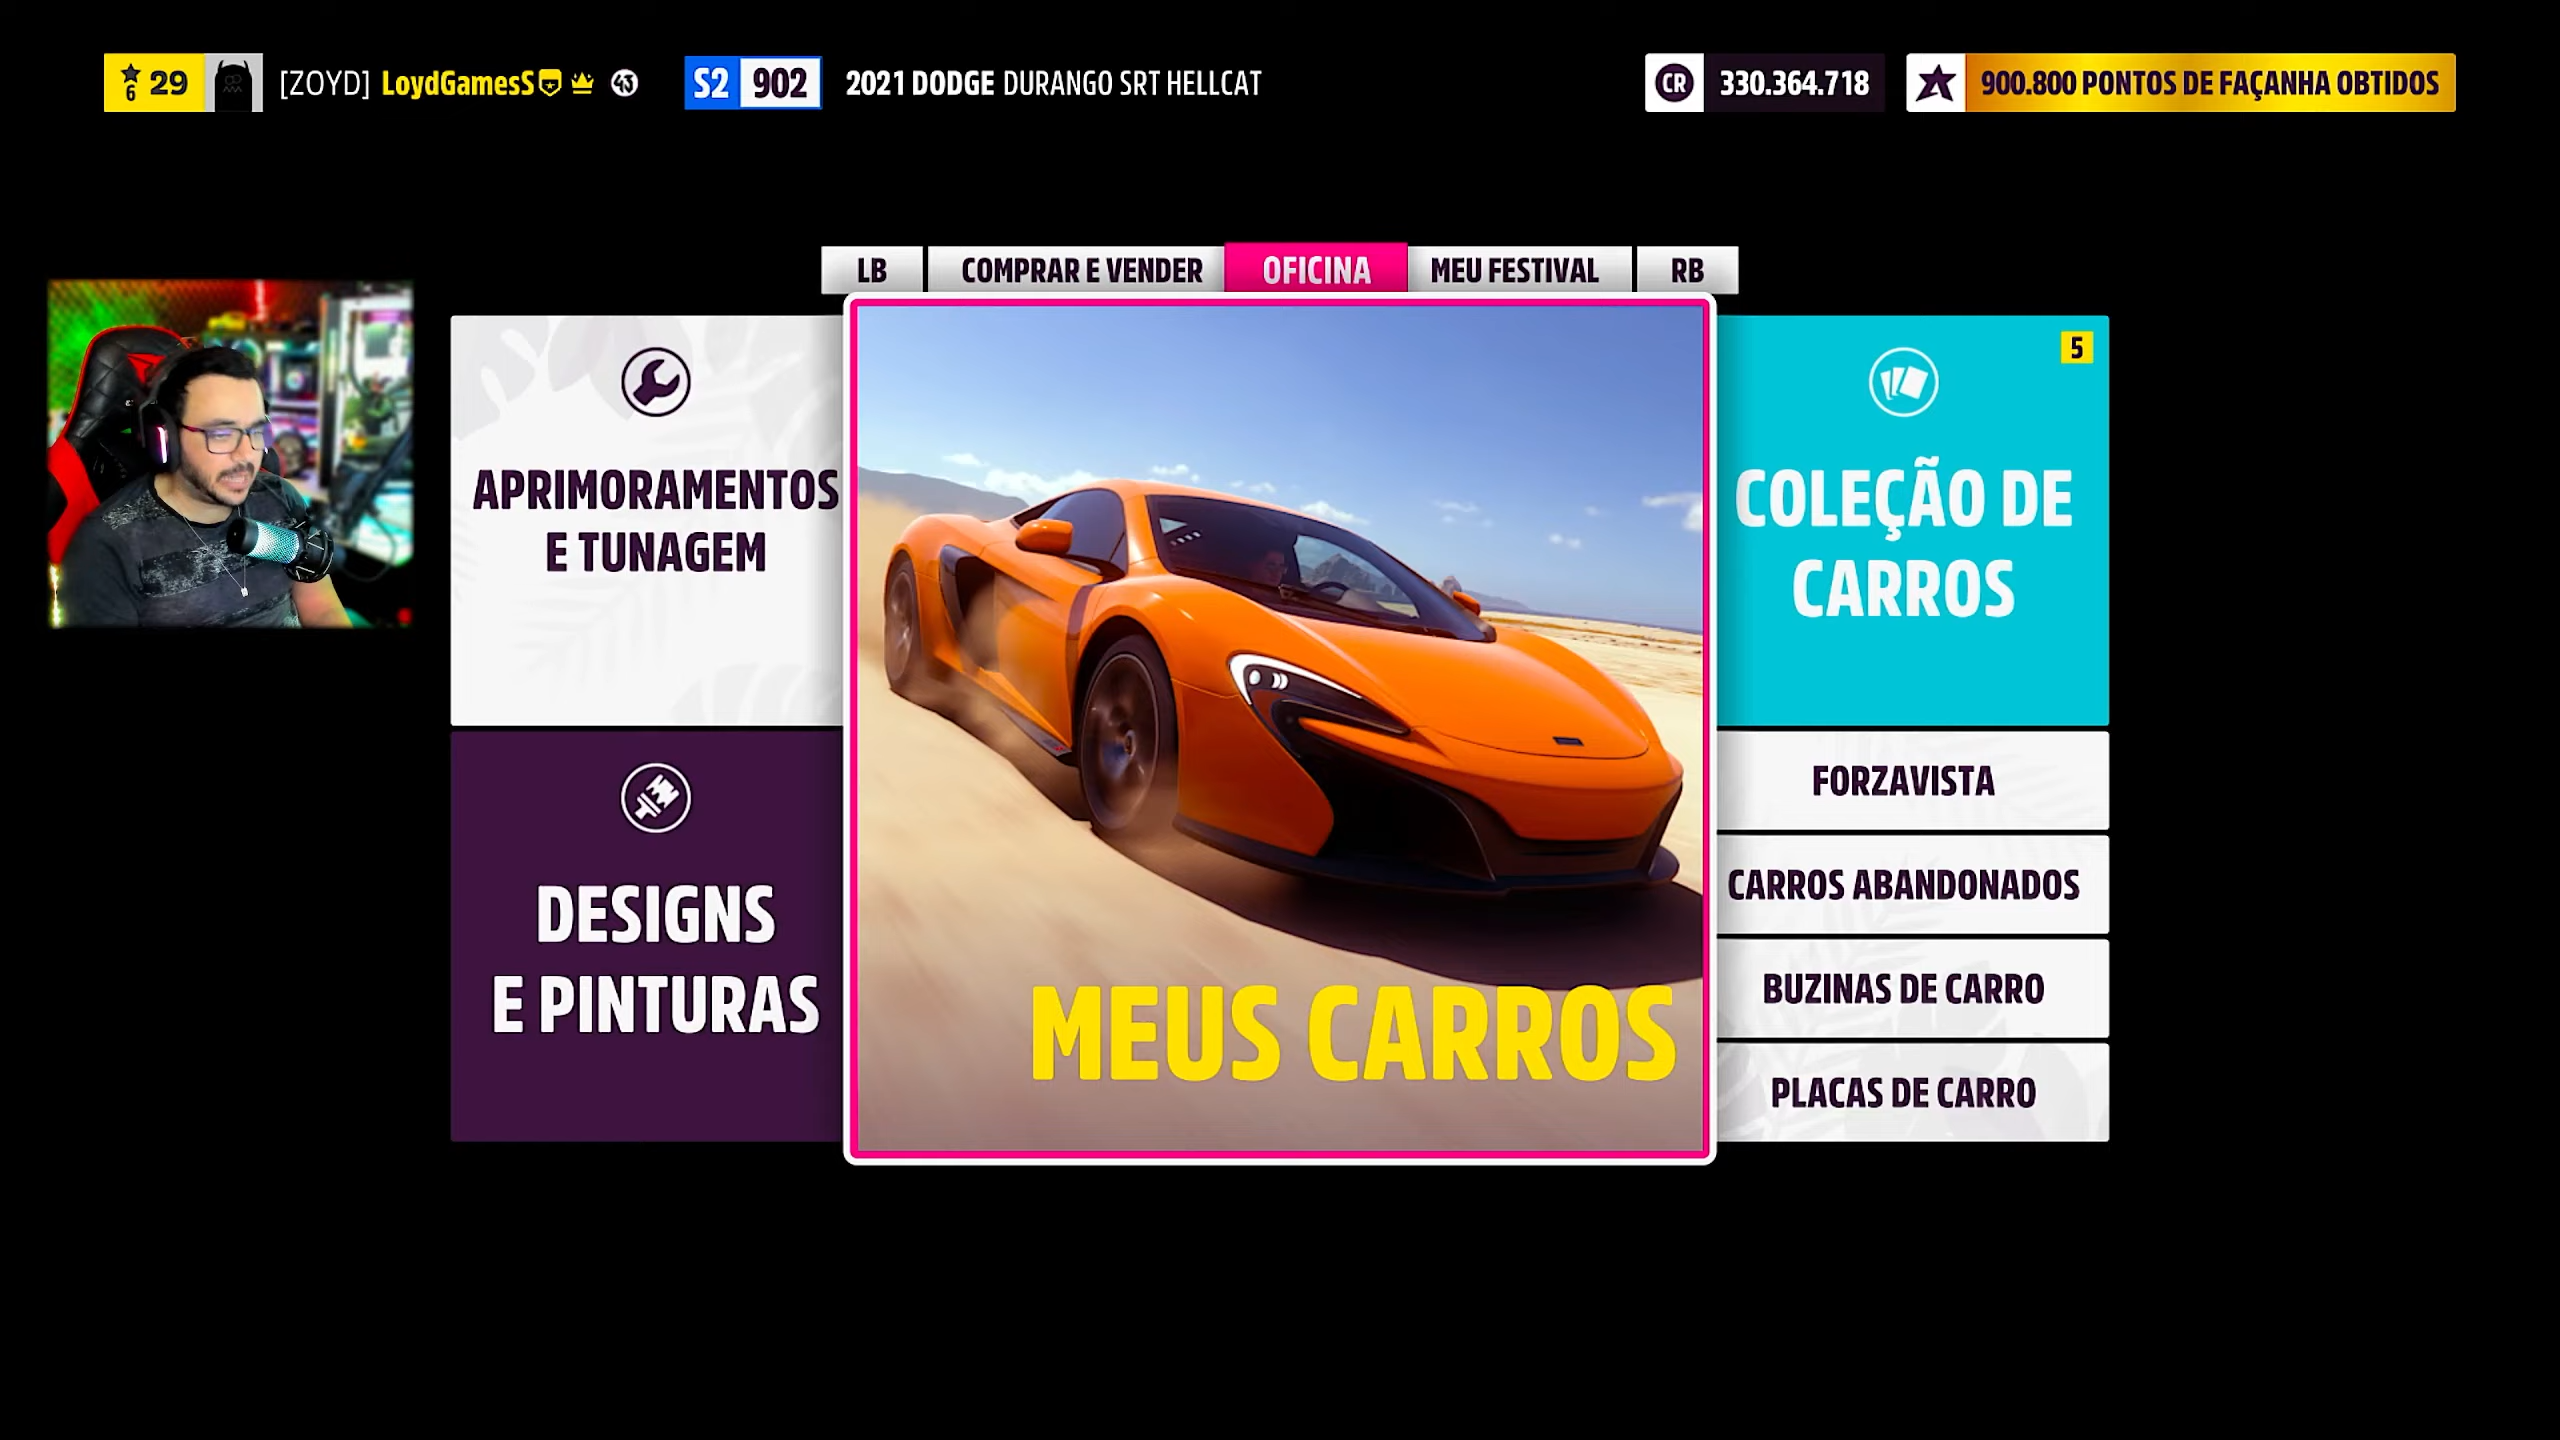 6 29 [ZOYD] LoydGamesS S2 902 2021 DODGE DURANGO SRT HELLCAT CR 330.364.718 900.800 PONTOS DE FAÇANHA OBTIDOS
LB COMPRAR E VENDER OFICINA MEU FESTIVAL RB
APRIMORAMENTOS
E TUNAGEM
DESIGNS
E PINTURAS
MEUS CARROS
5
COLEÇÃO DE
CARROS
FORZAVISTA
CARROS ABANDONADOS
BUZINAS DE CARRO
PLACAS DE CARRO